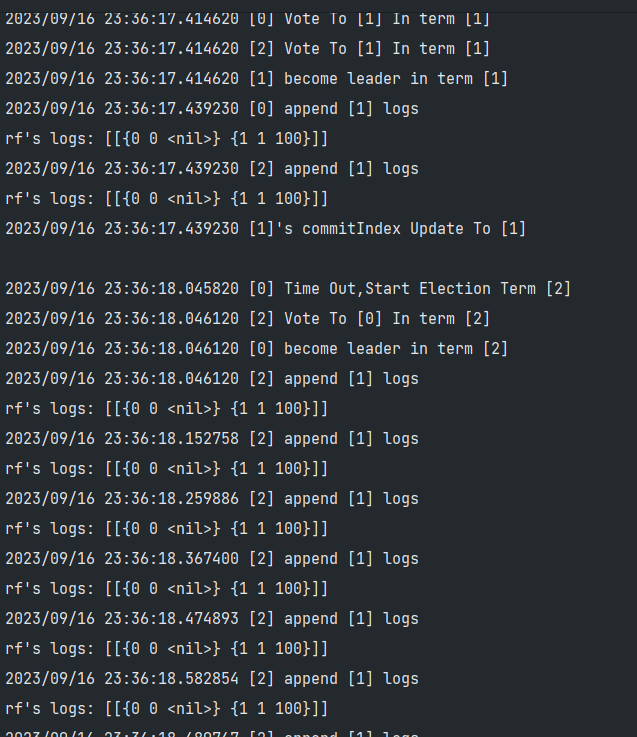 2023/09/16 23:36:17.414620 [0] Vote To [1] In term [1]
2023/09/16 23:36:17.414620 [2] Vote To [1] In term [1]
2023/09/16 23:36:17.414620 [1] become leader in term [1]
2023/09/16 23:36:17.439230 [0] append [1] logs
rf's logs: [[{0 0 <nil>} {1 1 100}]]
2023/09/16 23:36:17.439230 [2] append [1] logs
rf's logs: [[{0 0 <nil>} {1 1 100}]]
2023/09/16 23:36:17.439230 [1]'s commitIndex Update To [1]
2023/09/16 23:36:18.045820 [0] Time Out,Start Election Term [2]
2023/09/16 23:36:18.046120 [2] Vote To [0] In term [2]
2023/09/16 23:36:18.046120 [0] become leader in term [2]
2023/09/16 23:36:18.046120 [2] append [1] logs
rf's logs: [[{0 0 <nil>} {1 1 100}]]
2023/09/16 23:36:18.152758 [2] append [1] logs
rf's logs: [[{0 0 <nil>} {1 1 100}]]
2023/09/16 23:36:18.259886 [2] append [1] logs
rf's logs: [[{0 0 <nil>} {1 1 100}]]
2023/09/16 23:36:18.367400 [2] append [1] logs
rf's logs: [[{0 0 <nil>} {1 1 100}]]
2023/09/16 23:36:18.474893 [2] append [1] logs
rf's logs: [[{0 0 <nil>} {1 1 100}]]
2023/09/16 23:36:18.582854 [2] append [1] logs
rf's logs: [[{0 0 <nil>} {1 1 100}]]
2023/09/16 [2] append [1] logs